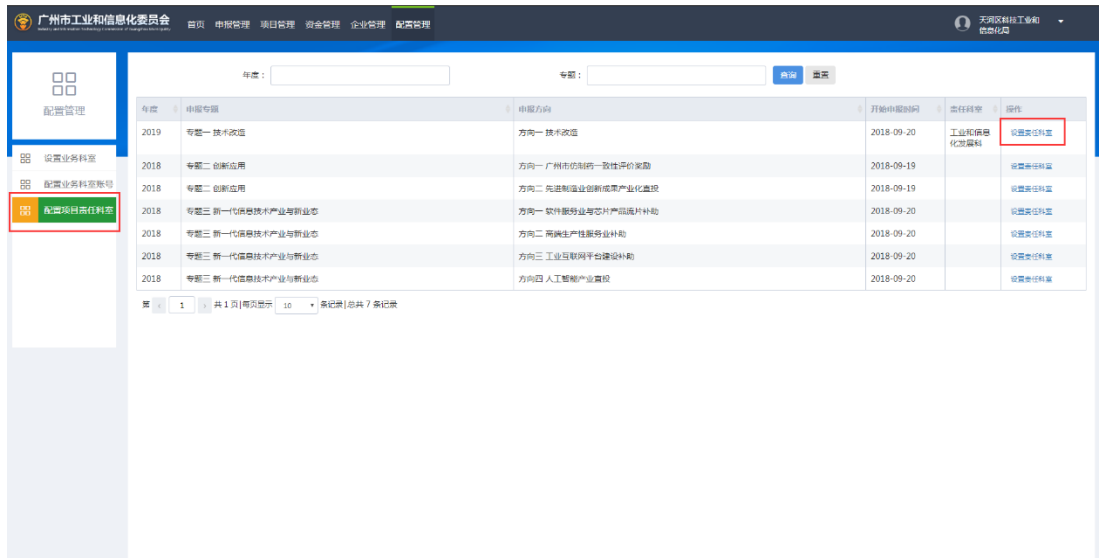 广州市工业和信息化委员会 首页 申报管理 项目管理 资金管理 企业管理 配置管理 天河区科技工业和
信息化局
配置管理
设置业务科室
配置业务科室账号
配置项目责任科室
年度： 专题： 查询 重置
年度 申报专题 申报方向 开始申报时间 责任科室 操作
2019 专题一 技术改造 方向一 技术改造 2018-09-20 工业和信息 设置责任科室
化发展科
2018 专题二 创新应用 方向一 广州市仿制药一致性评价奖励 2018-09-19 设置责任科室
2018 专题二 创新应用 方向二 先进制造业创新成果产业化直投 2018-09-19 设置责任科室
2018 专题三 新一代信息技术产业与新业态 方向一 软件服务业与芯片产品流片补助 2018-09-20 设置责任科室
2018 专题三 新一代信息技术产业与新业态 方向二 高端生产性服务业补助 2018-09-20 设置责任科室
2018 专题三 新一代信息技术产业与新业态 方向三 工业互联网平台建设补助 2018-09-20 设置责任科室
2018 专题三 新一代信息技术产业与新业态 方向四 人工智能产业直投 2018-09-20 设置责任科室
第 1 共 1 页|每页显示 10 条记录|总共 7 条记录